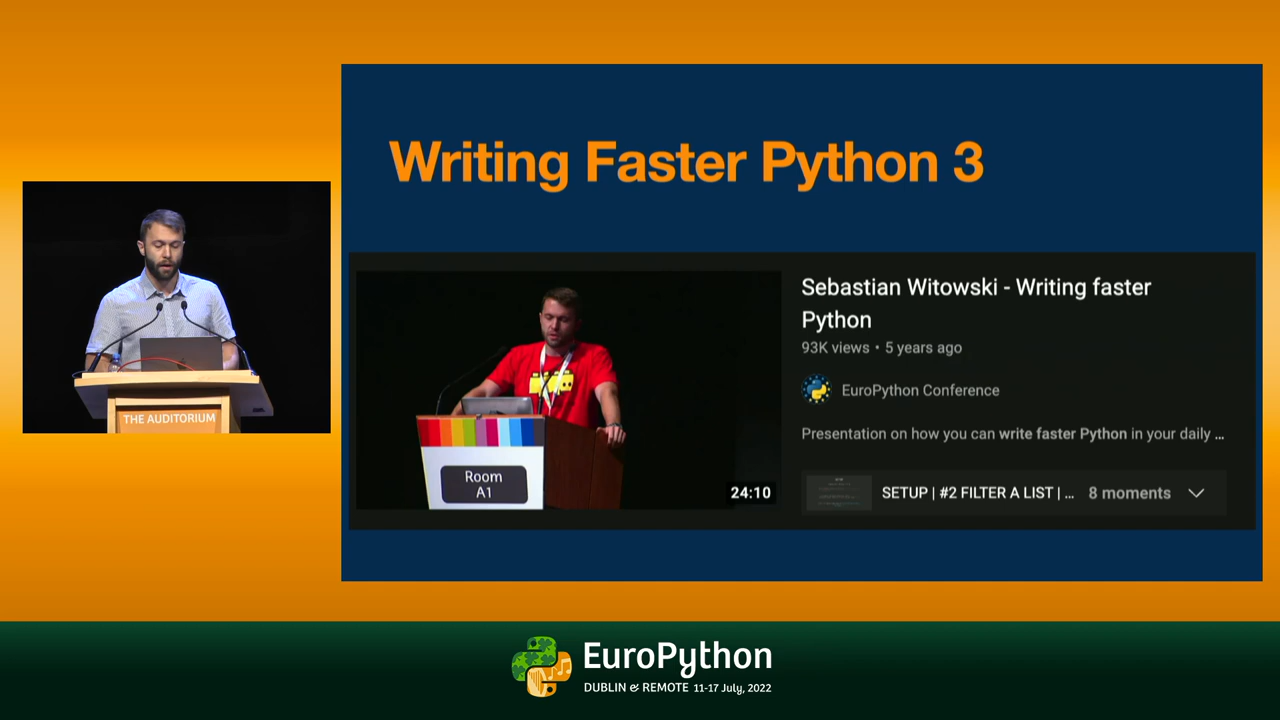 Writing Faster Python 3
THE AUDITORIUM
Room
A1
24:10
Sebastian Witowski - Writing faster
Python
93K views • 5 years ago
EuroPython Conference
Presentation on how you can write faster Python in your daily ...
SETUP | #2 FILTER A LIST | ... 8 moments
EuroPython
DUBLIN & REMOTE 11-17 July, 2022